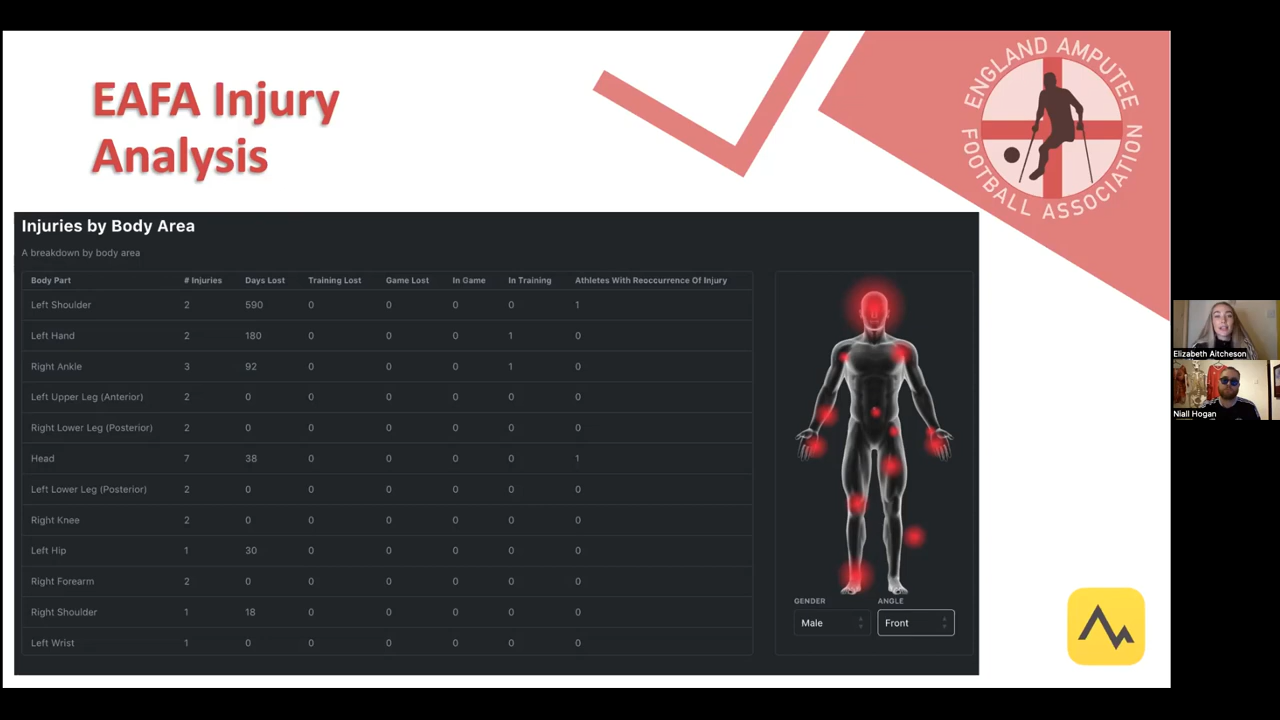 EAFA Injury
Analysis
ENGLAND AMPUTEE
FOOTBALL ASSOCIATION
Injuries by Body Area
A breakdown by body area
Body Part # Injuries Days Lost Training Lost Game Lost In Game In Training Athletes With Reoccurrence Of Injury
Left Shoulder 2 590 0 0 0 0 1
Left Hand 2 180 0 0 0 1 0
Right Ankle 3 92 0 0 0 1 0
Left Upper Leg (Anterior) 2 0 0 0 0 0 0
Right Lower Leg (Posterior) 2 0 0 0 0 0 0
Head 7 38 0 0 0 0 1
Left Lower Leg (Posterior) 2 0 0 0 0 0 0
Right Knee 2 0 0 0 0 0 0
Left Hip 1 30 0 0 0 0 0
Right Forearm 2 0 0 0 0 0 0
Right Shoulder 1 18 0 0 0 0 0
Left Wrist 1 0 0 0 0 0 0
GENDER ANGLE
Male Front
Elizabeth Aitcheson
Niall Hogan